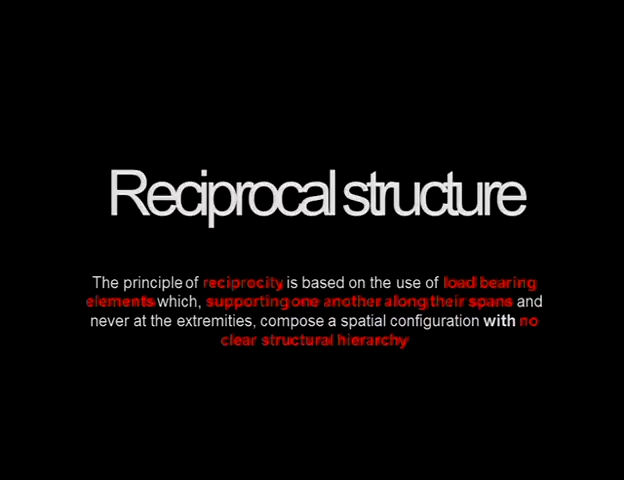 Reciprocal structure
The principle of reciprocity is based on the use of load bearing
elements which, supporting one another along their spans and
never at the extremities, compose a spatial configuration with no
clear structural hierarchy